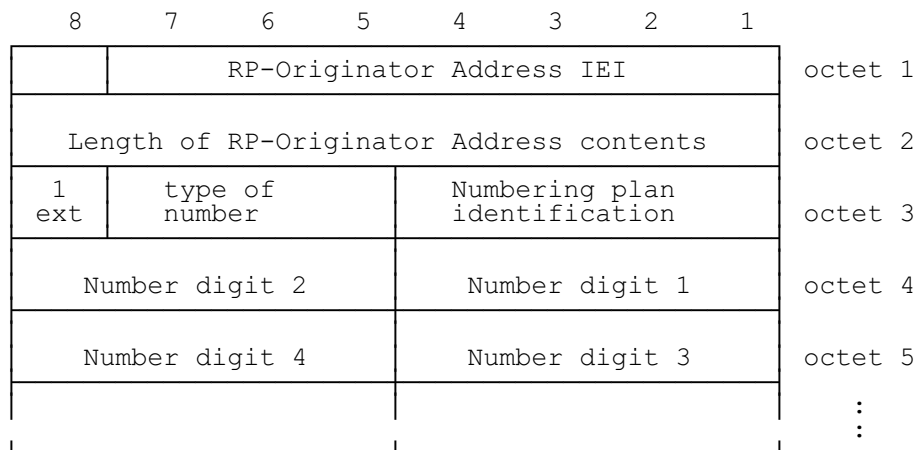 8 7 6 5 4 3 2 1
RP-Originator Address IEI octet 1
Length of RP-Originator Address contents octet 2
1 type of Numbering plan
ext number identification octet 3
Number digit 2 Number digit 1 octet 4
Number digit 4 Number digit 3 octet 5
:
: